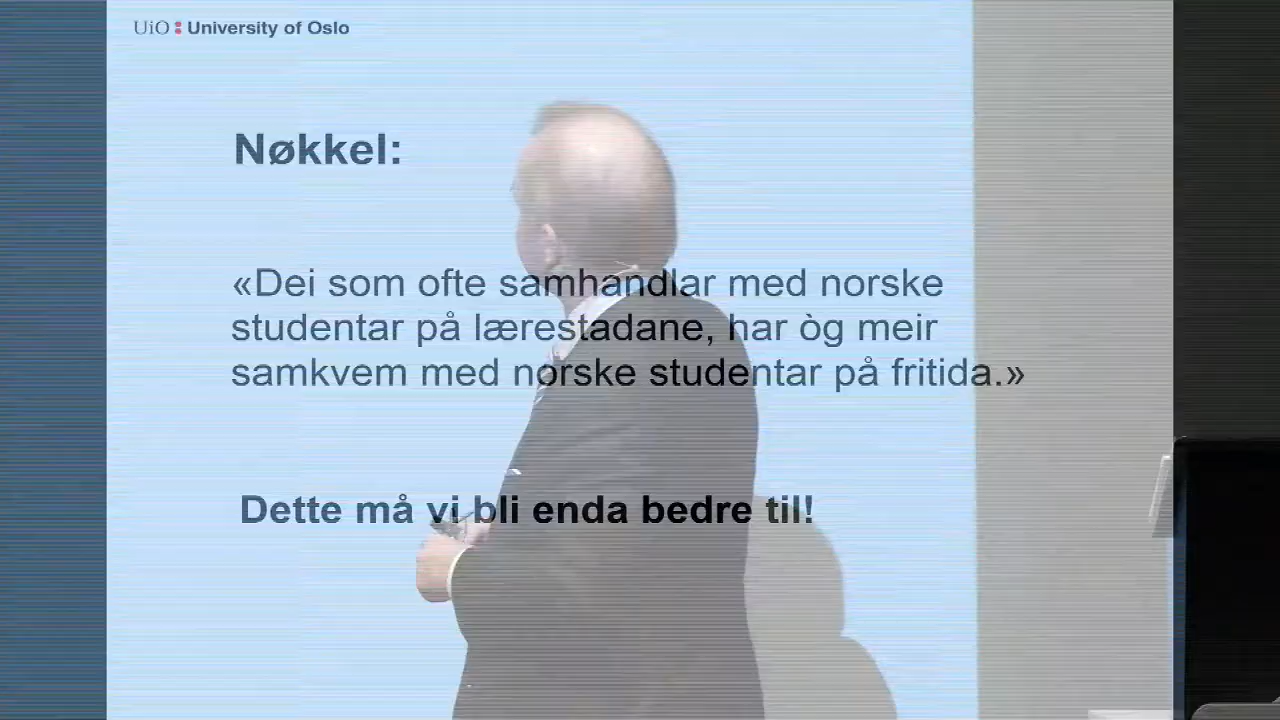 UiO University of Oslo
Nøkkel:
«Dei som ofte samhandlar med norske
studentar på lærestadane, har òg meir
samkvem med norske studentar på fritida.»
Dette må vi bli enda bedre til!